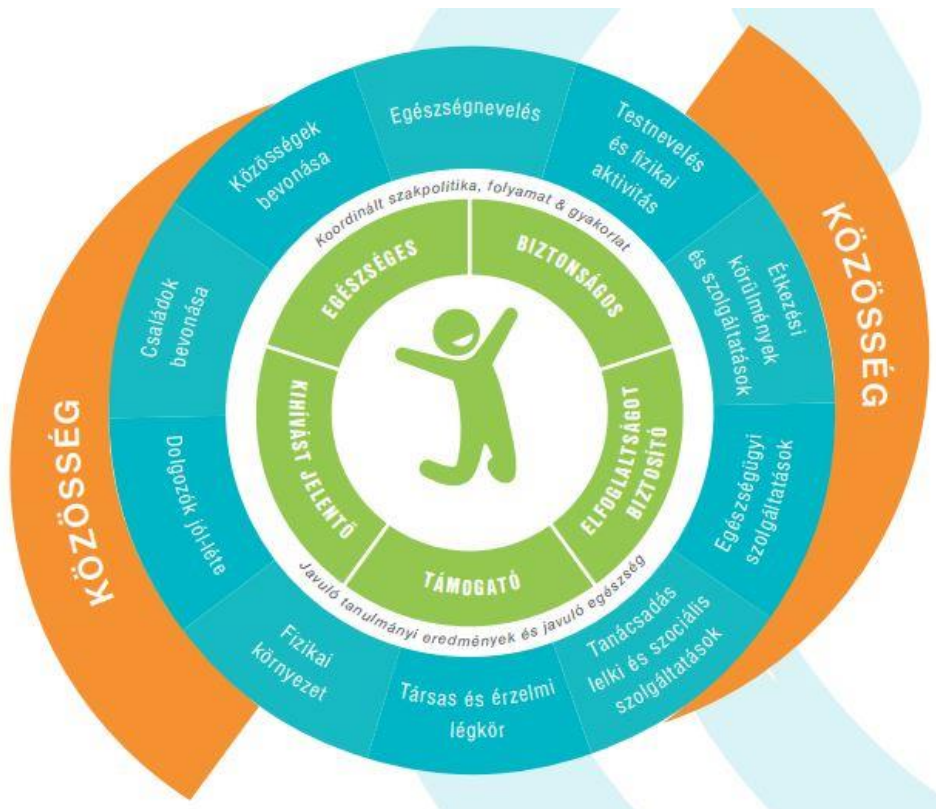 Egészségnevelés
Testnevelés
és fizikai
aktivitás
Étkezési
körülmények
és szolgáltatások
Egészségügyi
szolgáltatások
Tanácsadás
lelki és szociális
szolgáltatások
Társas és érzelmi
légkör
Fizikai
környezet
Dolgozók jól-léte
Családok
bevonása
Közösségek
bevonása
KÖZÖSSÉG
KÖZÖSSÉG
Koordinált szakpolitika, folyamat & gyakorlat
Javuló tanulmányi eredmények és javuló egészség
EGÉSZSÉGES
BIZTONSÁGOS
ELFOGLALTSÁGOT
BIZTOSÍTÓ
TÁMOGATÓ
KIHÍVÁST JELENTŐ